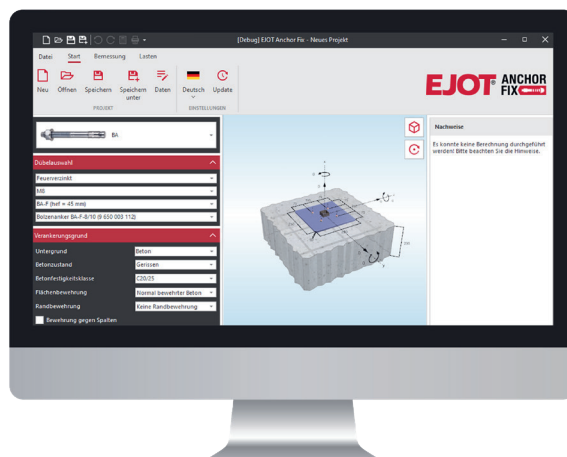 [Debug] EJOT Anchor Fix - Neues Projekt
Datei Start Bemessung Lasten
Neu Öffnen Speichern Speichern unter Daten Deutsch Update
PROJEKT EINSTELLUNGEN
EJOT® ANCHOR FIX
BA
Dübelauswahl
Feuerverzinkt
M8
BA-F (hef = 45 mm)
Bolzenanker BA-F-8/10 (9 650 003 112)
Verankerungsgrund
Untergrund Beton
Betonzustand Gerissen
Betonfestigkeitsklasse C20/25
Flächenbewehrung Normal bewehrter Beton
Randbewehrung Keine Randbewehrung
Bewehrung gegen Spalten
Nachweise
Es konnte keine Berechnung durchgeführt
werden! Bitte beachten Sie die Hinweise.